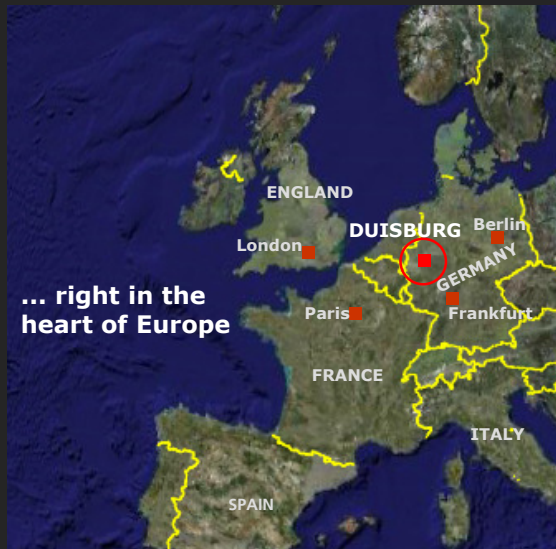 ENGLAND
DUISBURG
Berlin
London
GERMANY
... right in the
heart of Europe
Paris
Frankfurt
FRANCE
ITALY
SPAIN